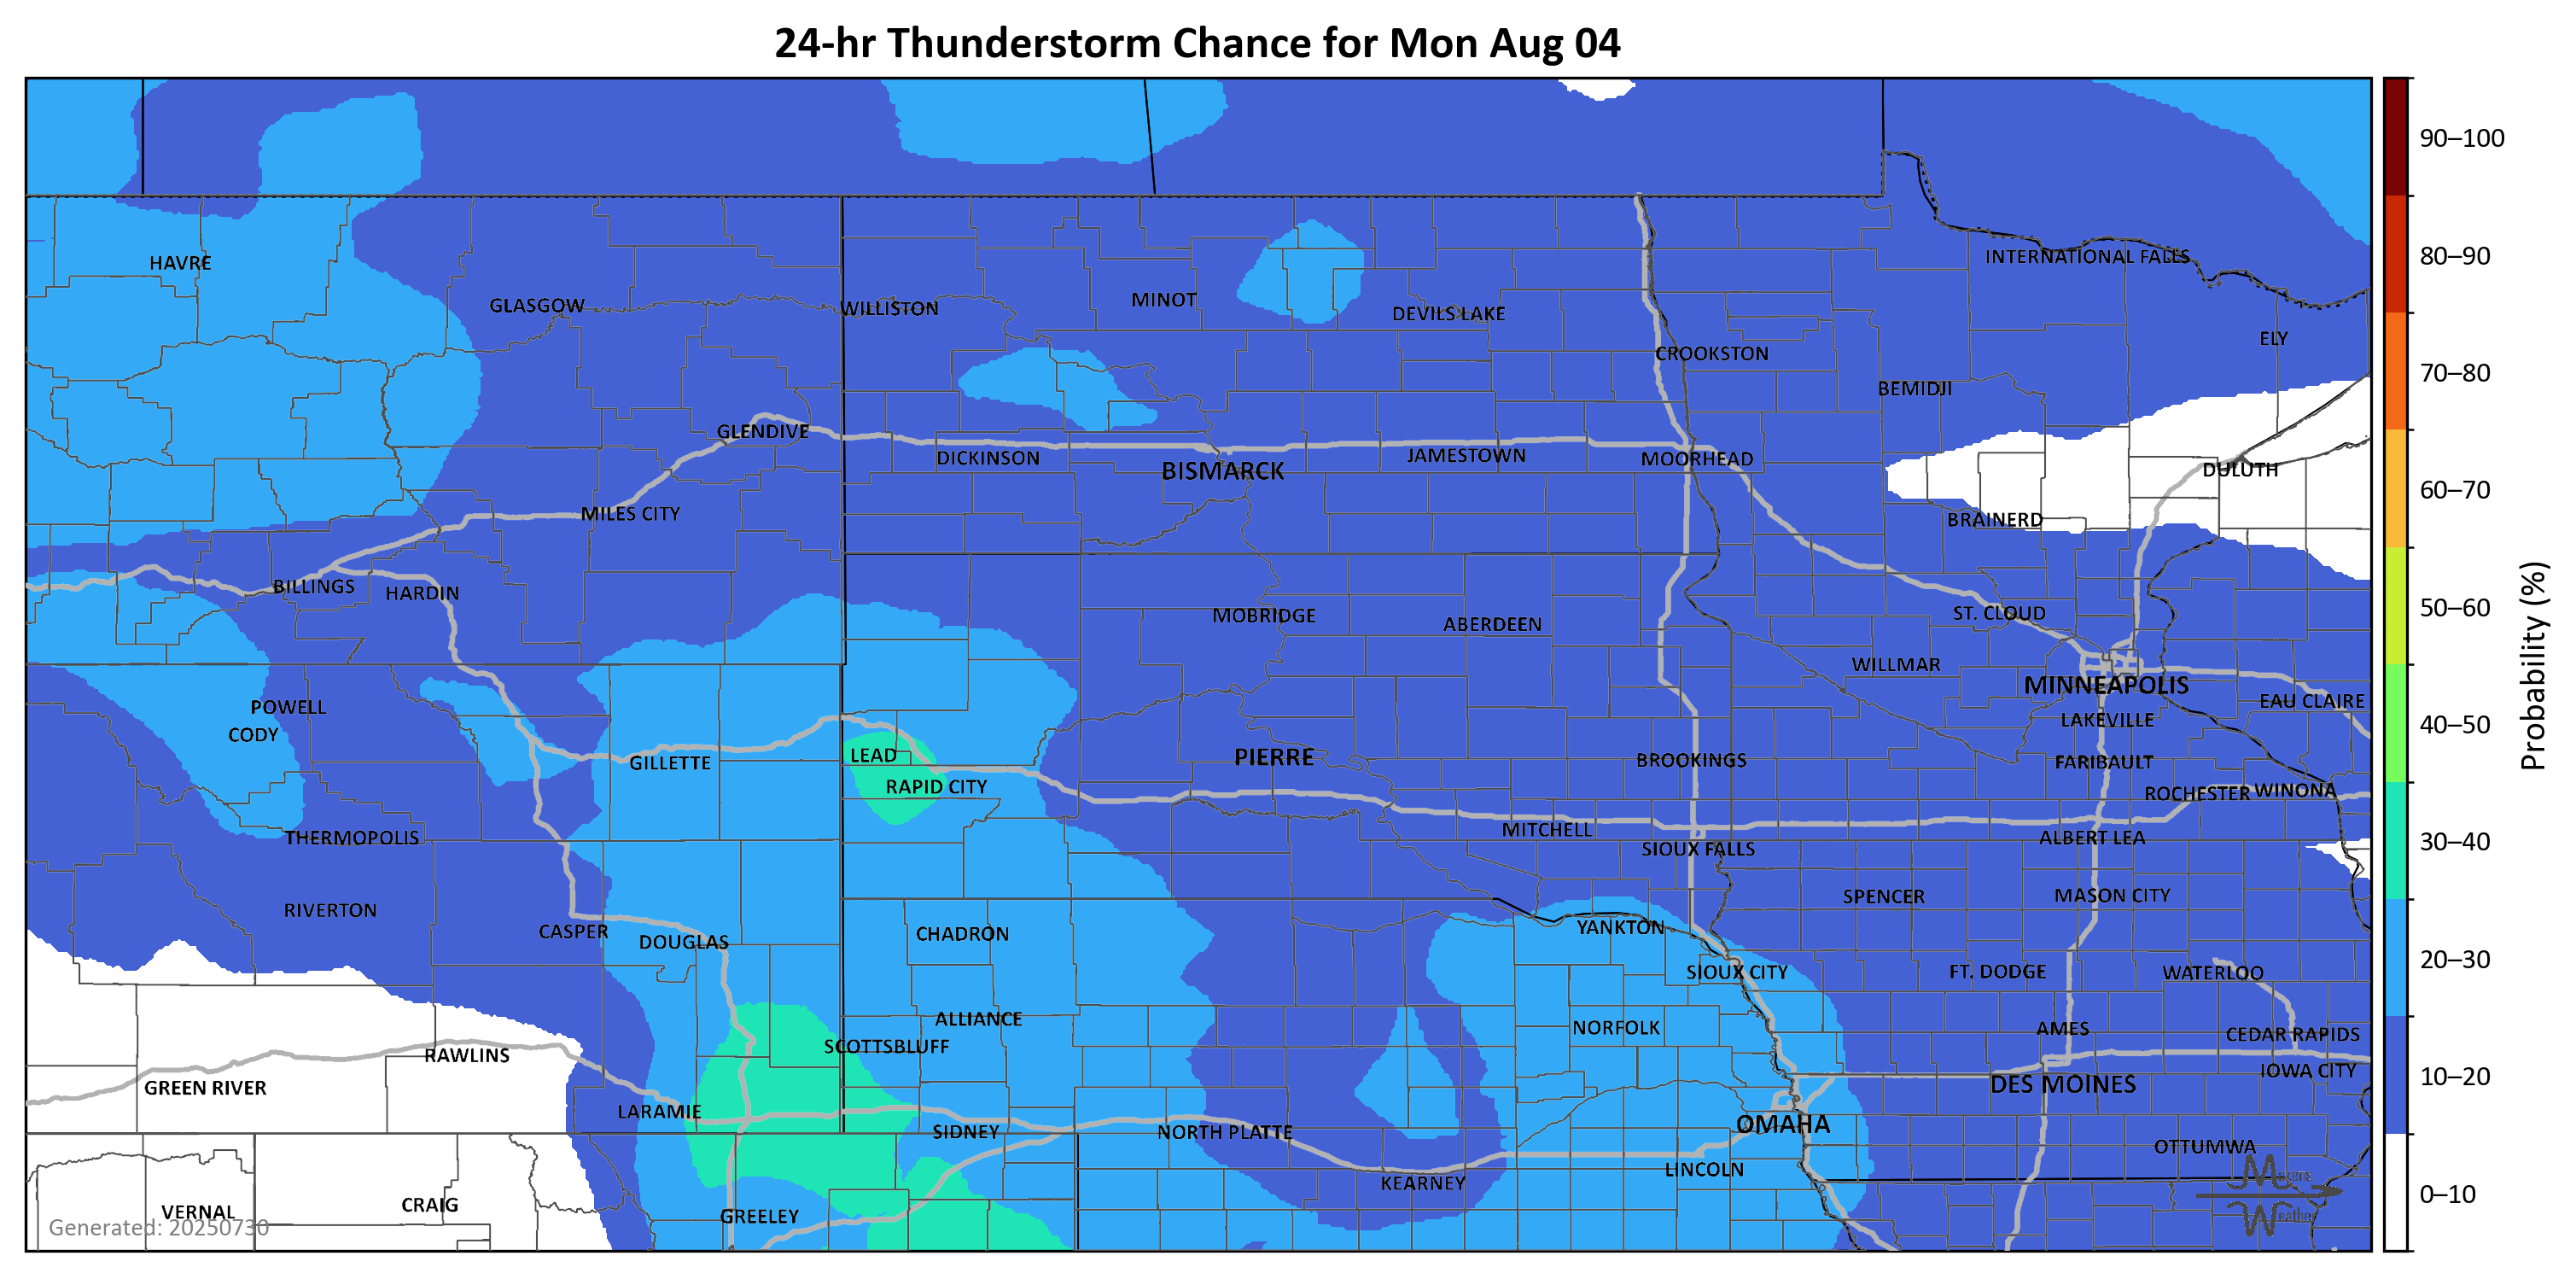 24-hr Thunderstorm Chance for Mon Aug 04
90–100
80–90
70–80
60–70
50–60
40–50
30–40
20–30
10–20
0–10
Probability (%)
HAVRE
INTERNATIONAL FALLS
GLASGOW
WILLISTON
MINOT
DEVILS LAKE
ELY
CROOKSTON
BEMIDJI
GLENDIVE
DICKINSON
BISMARCK
JAMESTOWN
MOORHEAD
DULUTH
MILES CITY
BRAINERD
BILLINGS
HARDIN
MOBRIDGE
ABERDEEN
ST. CLOUD
WILLMAR
MINNEAPOLIS
POWELL
EAU CLAIRE
CODY
LAKEVILLE
LEAD
GILLETTE
PIERRE
BROOKINGS
FARIBAULT
RAPID CITY
ROCHESTER
WINONA
THERMOPOLIS
MITCHELL
ALBERT LEA
SIOUX FALLS
RIVERTON
SPENCER
MASON CITY
CASPER
DOUGLAS
CHADRON
YANKTON
SIOUX CITY
FT. DODGE
WATERLOO
ALLIANCE
NORFOLK
AMES
CEDAR RAPIDS
SCOTTSBLUFF
RAWLINS
GREEN RIVER
IOWA CITY
DES MOINES
LARAMIE
SIDNEY
NORTH PLATTE
OMAHA
OTTUMWA
LINCOLN
KEARNEY
VERNAL
CRAIG
GREELEY
Generated: 20250730
Weather